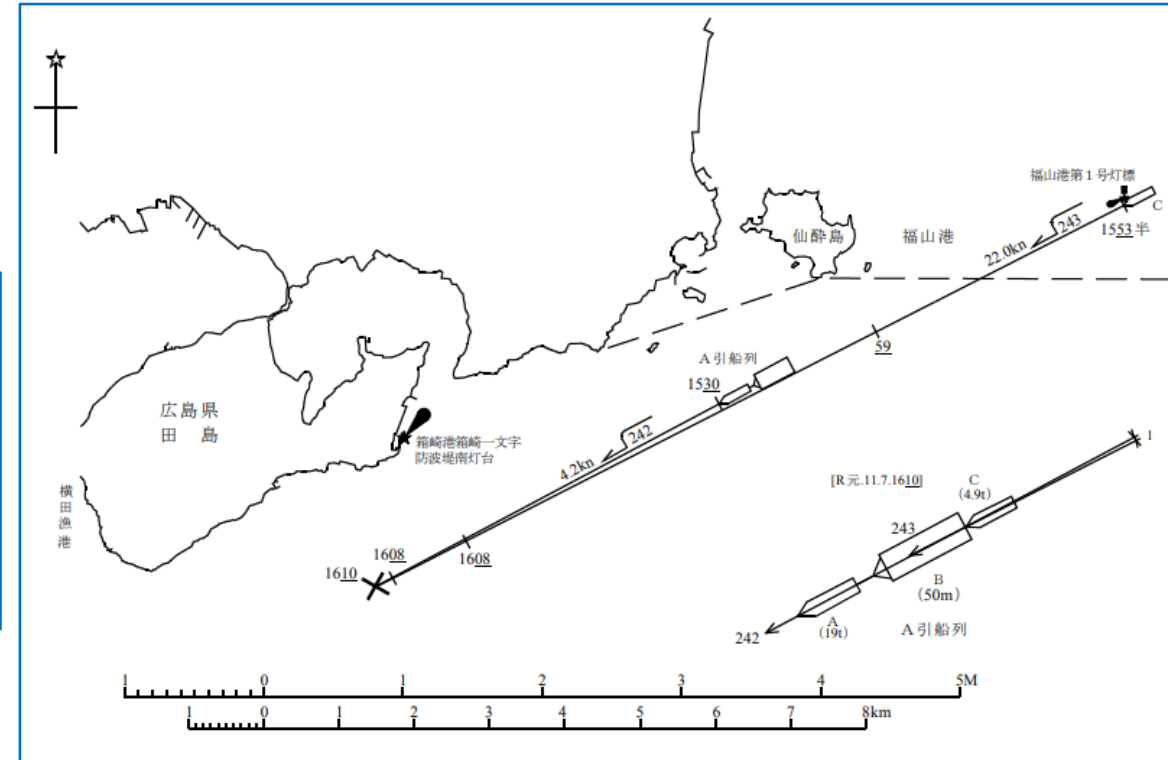 福山港第1号灯標
C
1553半
243
22.0kn
仙酔島
福山港
59
A引船列
1530
242
4.2kn
広島県
田島
箱崎港箱崎一文字
防波堤南灯台
横田漁港
1608
1608
1610
1
[R元.11.7.1610]
C
(4.9t)
243
B
(50m)
A
(19t)
A引船列
242
1 0 1 2 3 4 5M
1 0 1 2 3 4 5 6 7 8km